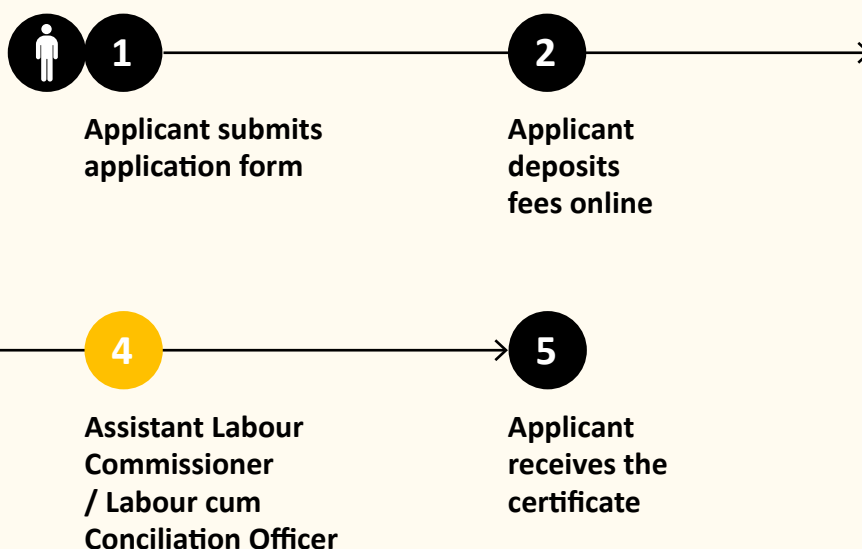 1
Applicant submits
application form
2
Applicant
deposits
fees online
4
Assistant Labour
Commissioner
/ Labour cum
Conciliation Officer
5
Applicant
receives the
certificate